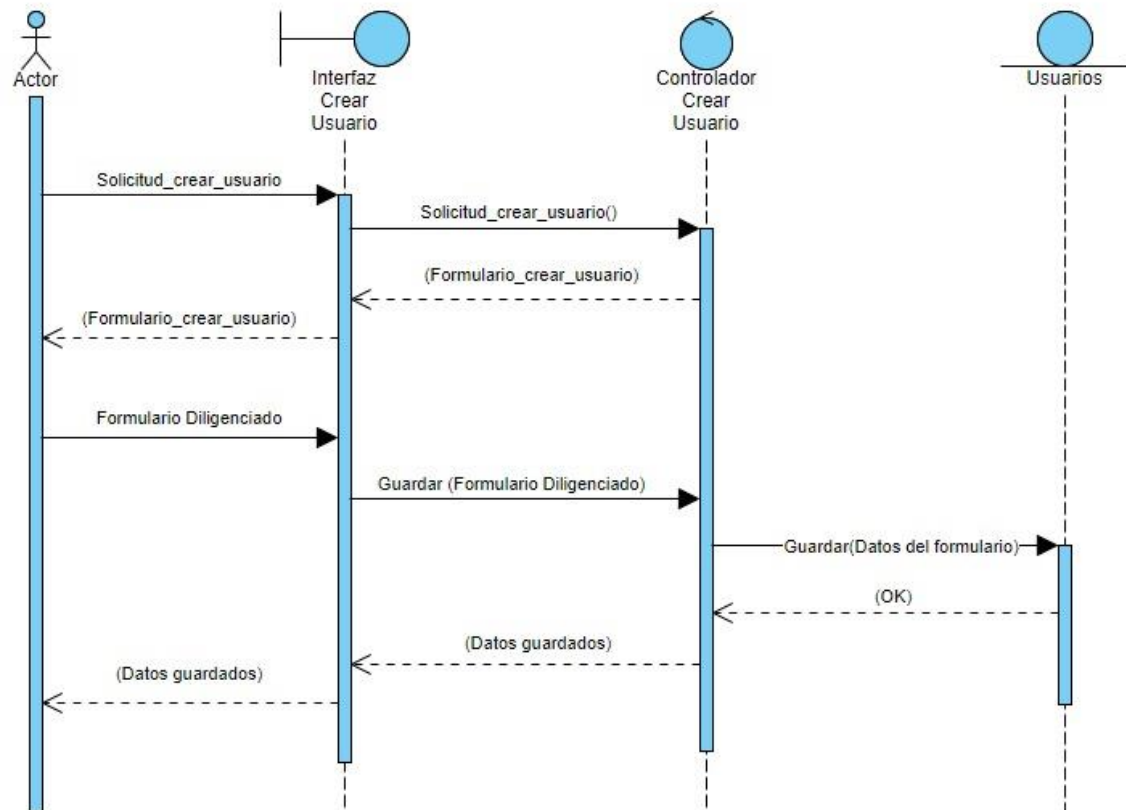 Actor
Interfaz
Crear
Usuario
Controlador
Crear
Usuario
Usuarios
Solicitud_crear_usuario
Solicitud_crear_usuario()
(Formulario_crear_usuario)
(Formulario_crear_usuario)
Formulario Diligenciado
Guardar (Formulario Diligenciado)
Guardar(Datos del formulario)
(OK)
(Datos guardados)
(Datos guardados)